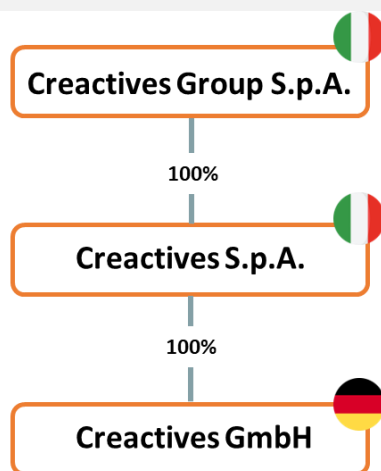 Creactives Group S.p.A.
100%
Creactives S.p.A.
100%
Creactives GmbH